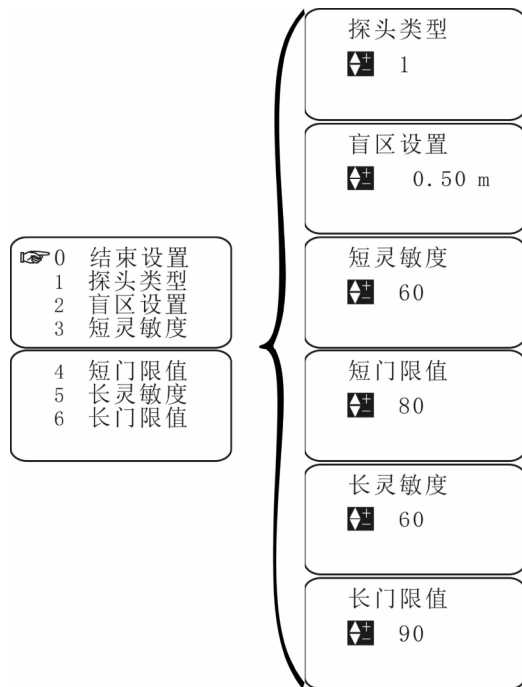 0 结束设置
1 探头类型
2 盲区设置
3 短灵敏度
4 短门限值
5 长灵敏度
6 长门限值
探头类型
1
盲区设置
0.50 m
短灵敏度
60
短门限值
80
长灵敏度
60
长门限值
90